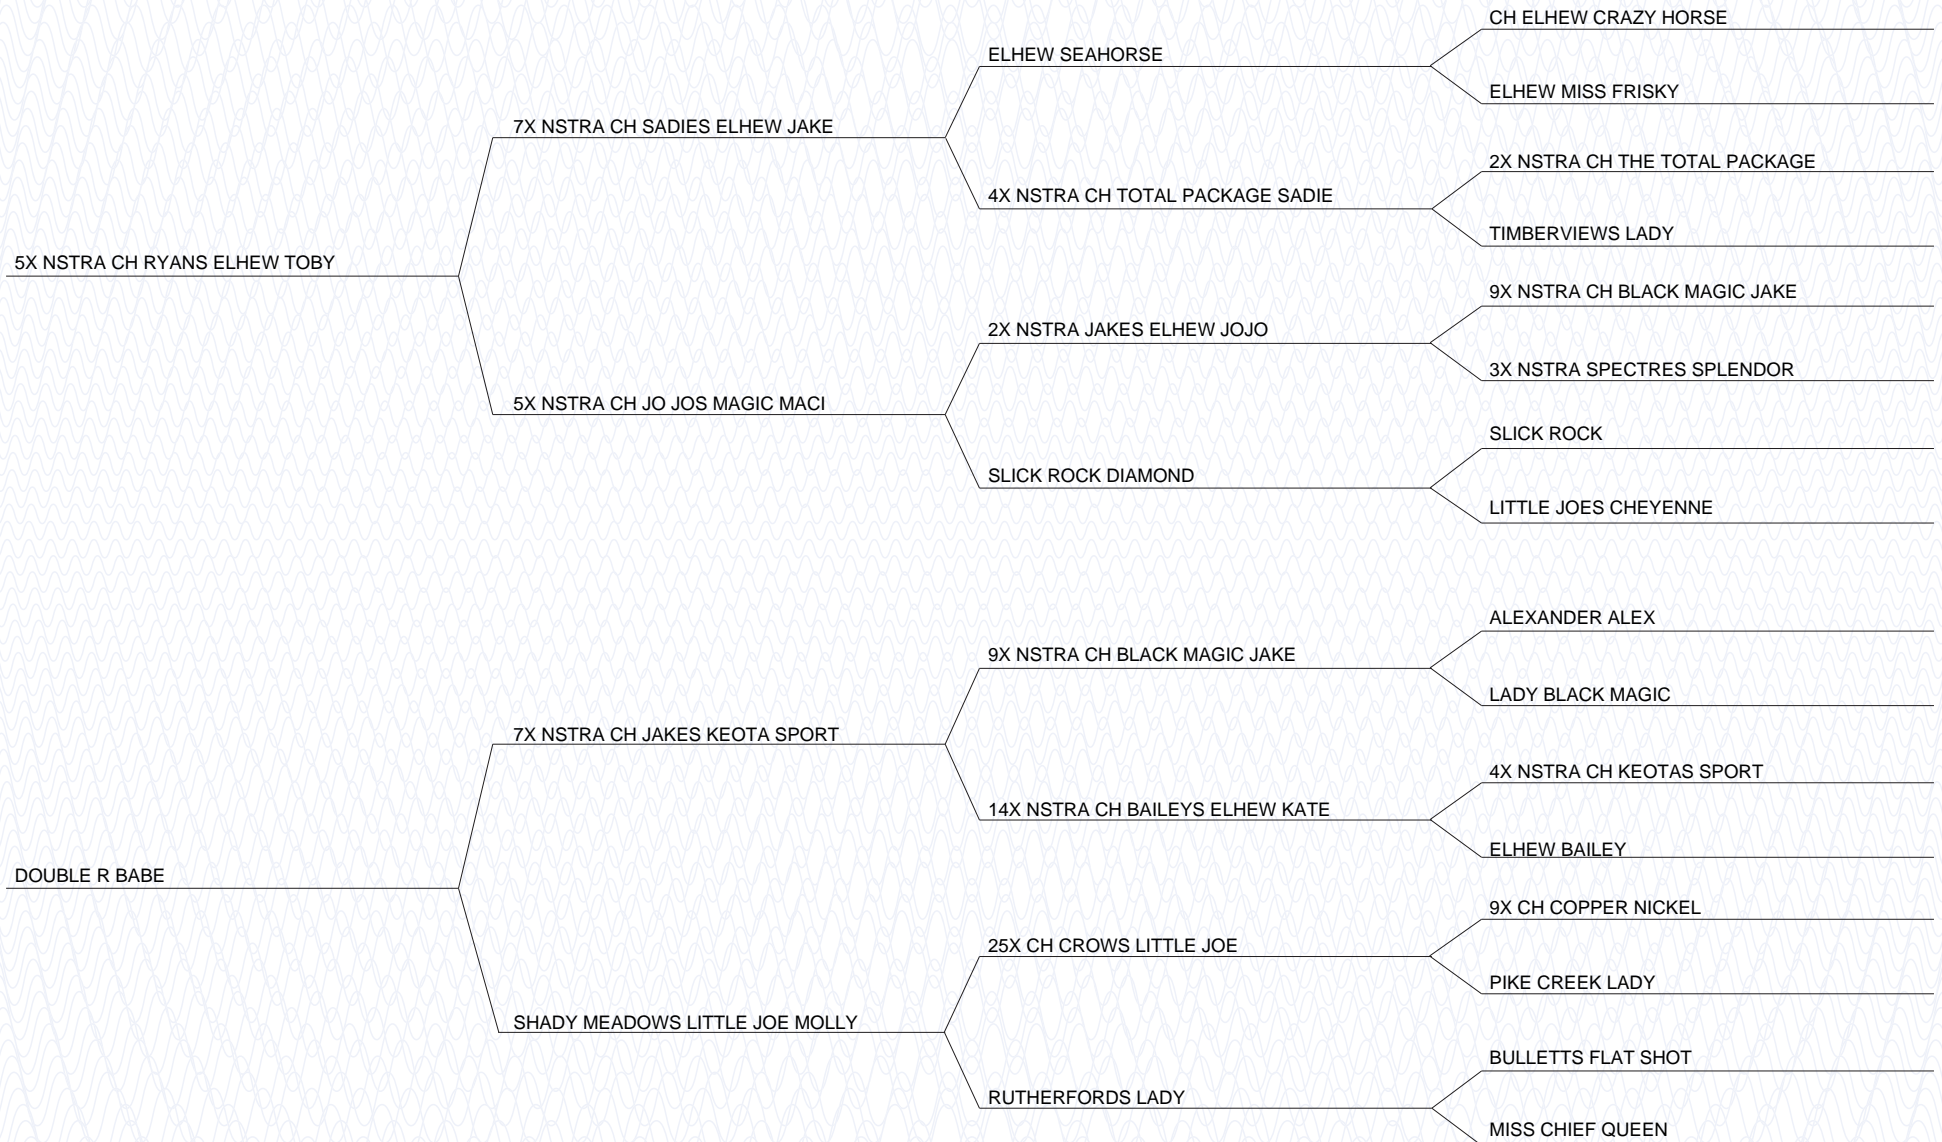 CH ELHEW CRAZY HORSE
ELHEW SEAHORSE
ELHEW MISS FRISKY
7X NSTRA CH SADIES ELHEW JAKE
2X NSTRA CH THE TOTAL PACKAGE
4X NSTRA CH TOTAL PACKAGE SADIE
TIMBERVIEWS LADY
5X NSTRA CH RYANS ELHEW TOBY
9X NSTRA CH BLACK MAGIC JAKE
2X NSTRA JAKES ELHEW JOJO
3X NSTRA SPECTRES SPLENDOR
5X NSTRA CH JO JOS MAGIC MACI
SLICK ROCK
SLICK ROCK DIAMOND
LITTLE JOES CHEYENNE
ALEXANDER ALEX
9X NSTRA CH BLACK MAGIC JAKE
LADY BLACK MAGIC
7X NSTRA CH JAKES KEOTA SPORT
4X NSTRA CH KEOTAS SPORT
14X NSTRA CH BAILEYS ELHEW KATE
ELHEW BAILEY
DOUBLE R BABE
9X CH COPPER NICKEL
25X CH CROWS LITTLE JOE
PIKE CREEK LADY
SHADY MEADOWS LITTLE JOE MOLLY
BULLETTS FLAT SHOT
RUTHERFORDS LADY
MISS CHIEF QUEEN